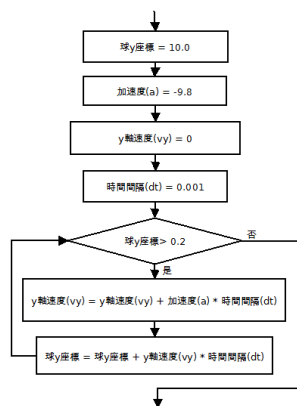 球y座標 = 10.0
加速度(a) = -9.8
y軸速度(vy) = 0
時間間隔(dt) = 0.001
球y座標> 0.2
否
是
y軸速度(vy) = y軸速度(vy) + 加速度(a) * 時間間隔(dt)
球y座標 = 球y座標 + y軸速度(vy) * 時間間隔(dt)